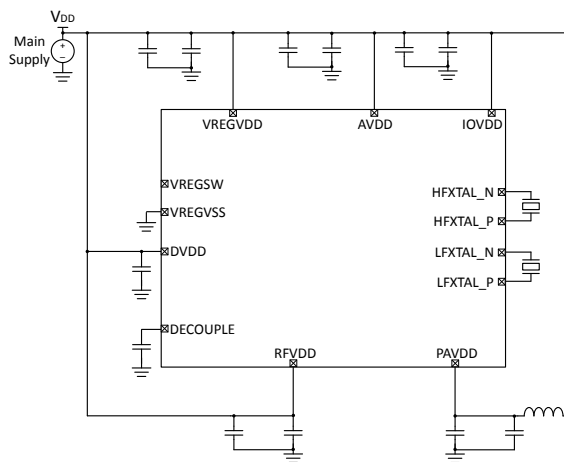 VDD
Main
Supply
+
–
VREGVDD
AVDD
IOVDD
VREGSW
HFXTAL_N
VREGVSS
HFXTAL_P
DVDD
LFXTAL_N
LFXTAL_P
DECOUPLE
RFVDD
PAVDD